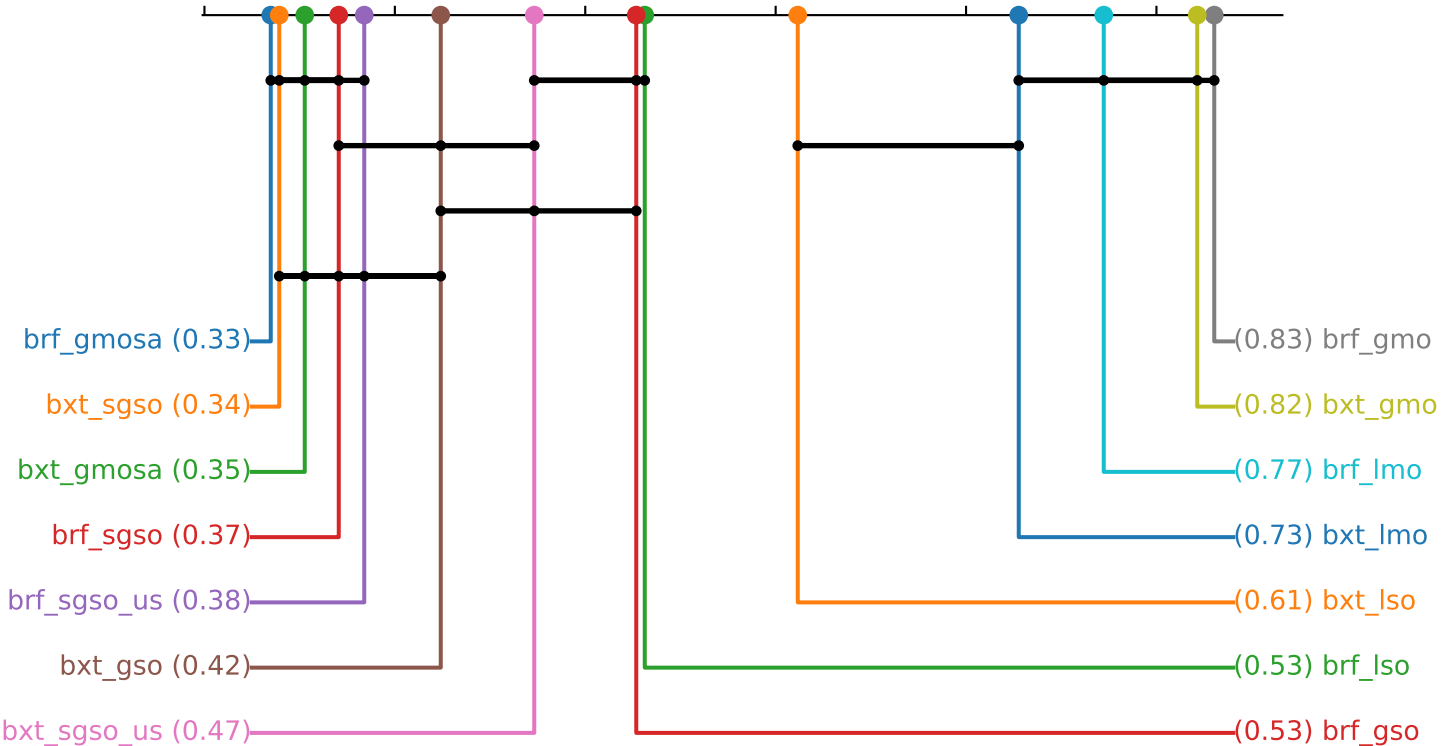 brf_gmosa (0.33)
(0.83) brf_gmo
bxt_sgso (0.34)
(0.82) bxt_gmo
bxt_gmosa (0.35)
(0.77) brf_lmo
brf_sgso (0.37)
(0.73) bxt_lmo
brf_sgso_us (0.38)
(0.61) bxt_lso
bxt_gso (0.42)
(0.53) brf_lso
bxt_sgso_us (0.47)
(0.53) brf_gso